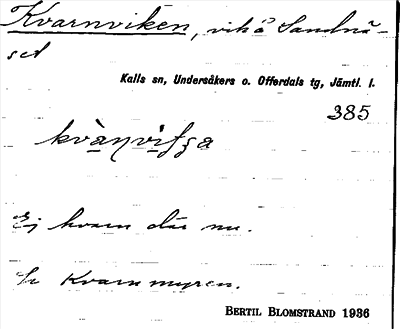 Kvarnviken, vik å Sandnä-
set
Kalls sn, Undersåkers o. Offerdals tg, Jämtl. l.
385
Ej kvarn där nu.
Se Kvarnmyren.
BERTIL BLOMSTRAND 1936